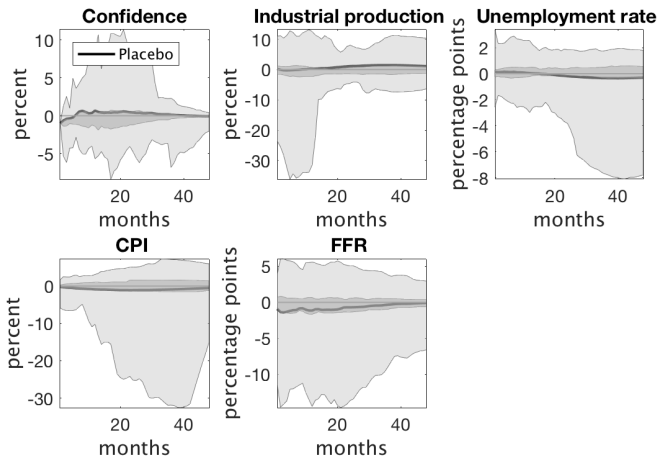 Confidence
percent
10
5
0
-5
Placebo
20
40
months
Industrial production
percent
10
0
-10
-20
-30
20
40
months
Unemployment rate
percentage points
2
0
-2
-4
-6
-8
20
40
months
CPI
percent
0
-10
-20
-30
20
40
months
FFR
percentage points
5
0
-5
-10
20
40
months